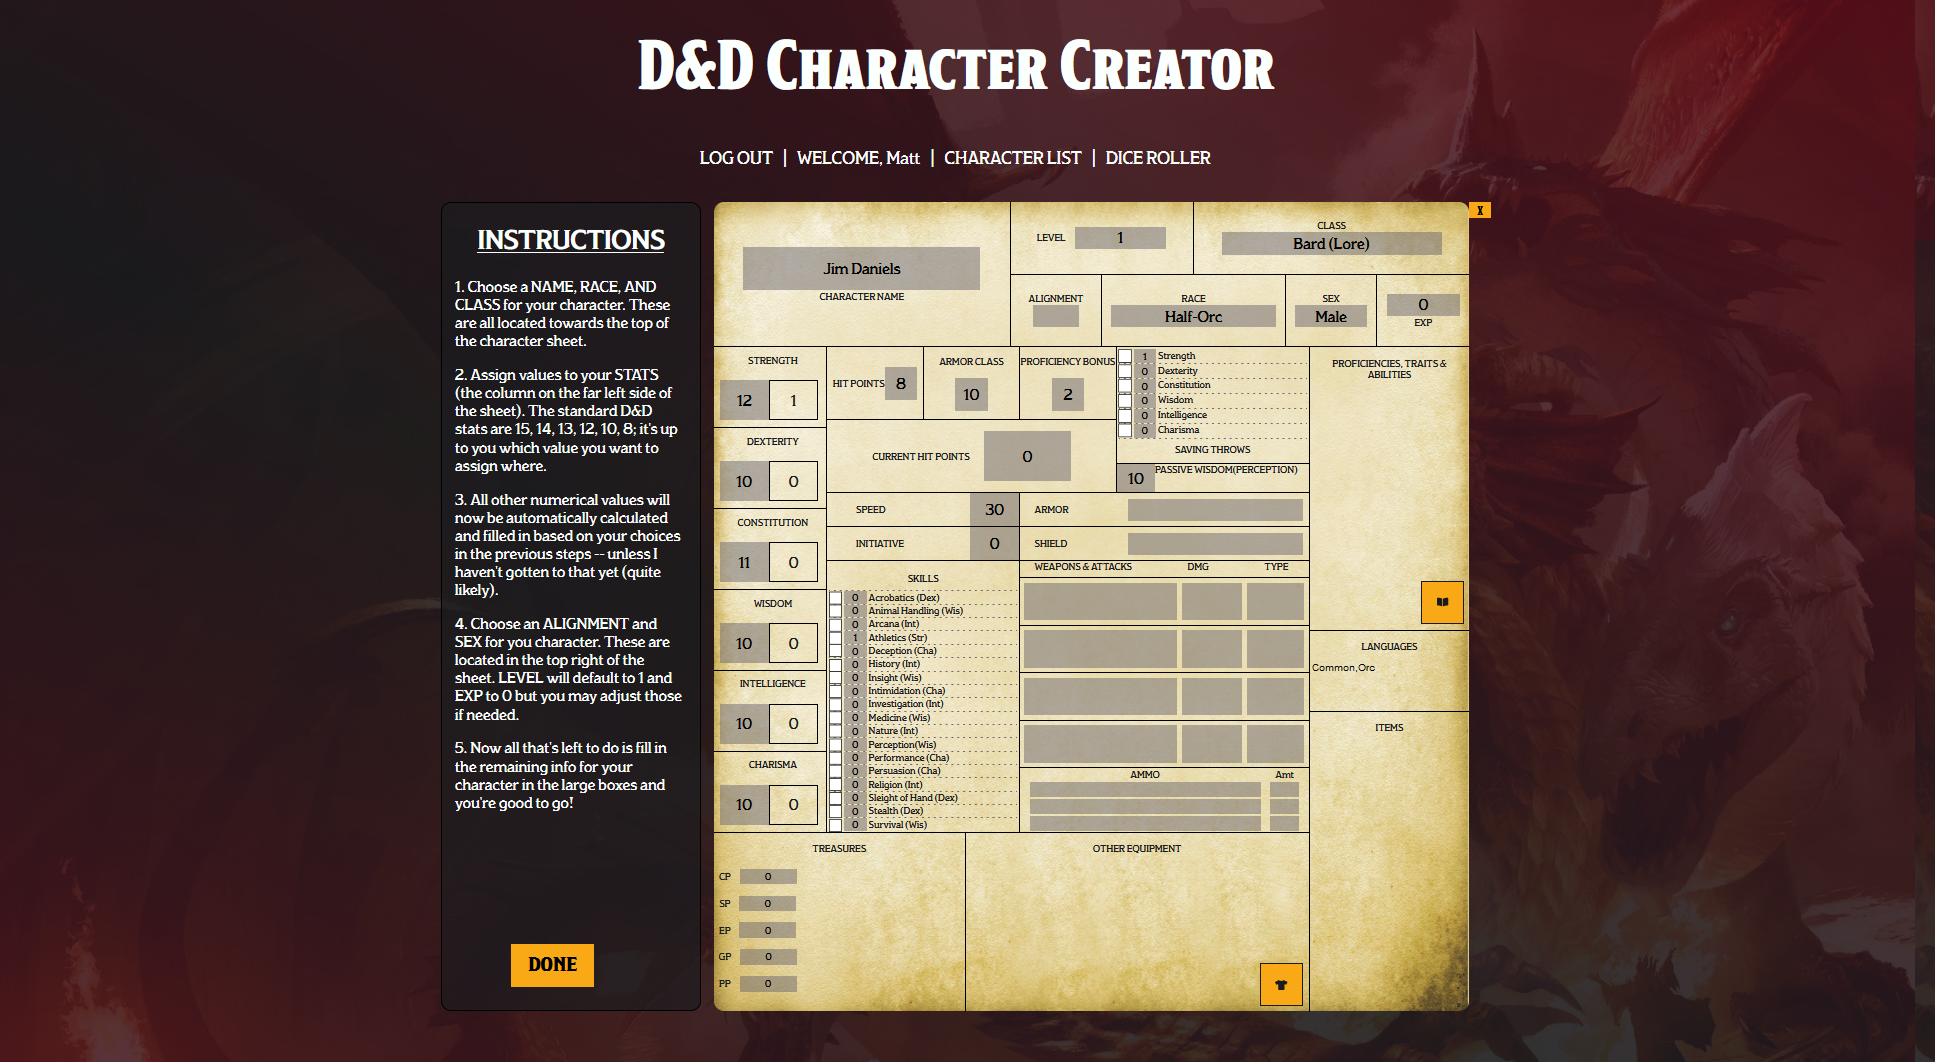 D&D Character Creator
LOG OUT | WELCOME, Matt | CHARACTER LIST | DICE ROLLER
INSTRUCTIONS
1. Choose a NAME, RACE, AND
CLASS for your character. These
are all located towards the top of
the character sheet.
2. Assign values to your STATS
(the column on the far left side of
the sheet). The standard D&D
stats are 15, 14, 13, 12, 10, 8; it's up
to you which value you want to
assign where.
3. All other numerical values will
now be automatically calculated
and filled in based on your choices
in the previous steps -- unless I
haven't gotten to that yet (quite
likely).
4. Choose an ALIGNMENT and
SEX for you character. These are
located in the top right of the
sheet. LEVEL will default to 1 and
EXP to 0 but you may adjust those
if needed.
5. Now all that's left to do is fill in
the remaining info for your
character in the large boxes and
you're good to go!
DONE
X
Jim Daniels
CHARACTER NAME
LEVEL 1
CLASS
Bard (Lore)
ALIGNMENT
RACE
Half-Orc
SEX
Male
0
EXP
STRENGTH
12 1
DEXTERITY
10 0
CONSTITUTION
11 0
WISDOM
10 0
INTELLIGENCE
10 0
CHARISMA
10 0
HIT POINTS 8
ARMOR CLASS
10
PROFICIENCY BONUS
2
CURRENT HIT POINTS 0
1 Strength
0 Dexterity
0 Constitution
0 Wisdom
0 Intelligence
0 Charisma
SAVING THROWS
10 PASSIVE WISDOM(PERCEPTION)
SPEED 30
INITIATIVE 0
ARMOR
SHIELD
SKILLS
0 Acrobatics (Dex)
0 Animal Handling (Wis)
0 Arcana (Int)
1 Athletics (Str)
0 Deception (Cha)
0 History (Int)
0 Insight (Wis)
0 Intimidation (Cha)
0 Investigation (Int)
0 Medicine (Wis)
0 Nature (Int)
0 Perception(Wis)
0 Performance (Cha)
0 Persuasion (Cha)
0 Religion (Int)
0 Sleight of Hand (Dex)
0 Stealth (Dex)
0 Survival (Wis)
WEAPONS & ATTACKS DMG TYPE
AMMO Amt
PROFICIENCIES, TRAITS &
ABILITIES
LANGUAGES
Common,Orc
ITEMS
TREASURES
CP 0
SP 0
EP 0
GP 0
PP 0
OTHER EQUIPMENT